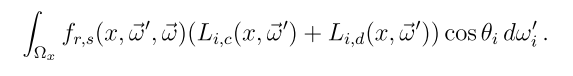 ∫_{Ω_x} f_{r,s}(x, ω⃗′, ω⃗)(L_{i,c}(x, ω⃗′) + L_{i,d}(x, ω⃗′)) cos θ_i dω′_i .